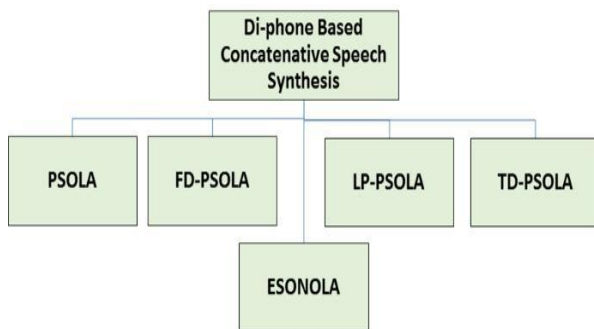 Di-phone Based
Concatenative Speech
Synthesis
PSOLA
FD-PSOLA
LP-PSOLA
TD-PSOLA
ESONOLA